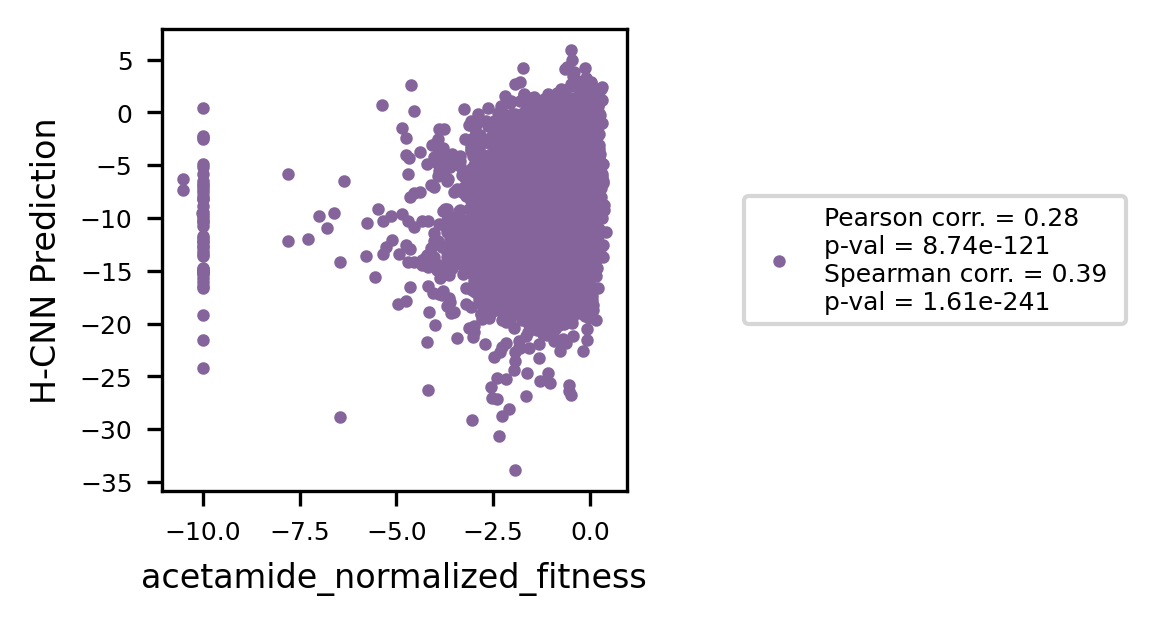 5
0
−5
−10
−15
−20
−25
−30
−35
H-CNN Prediction
−10.0 −7.5 −5.0 −2.5 0.0
acetamide_normalized_fitness
Pearson corr. = 0.28
p-val = 8.74e-121
Spearman corr. = 0.39
p-val = 1.61e-241